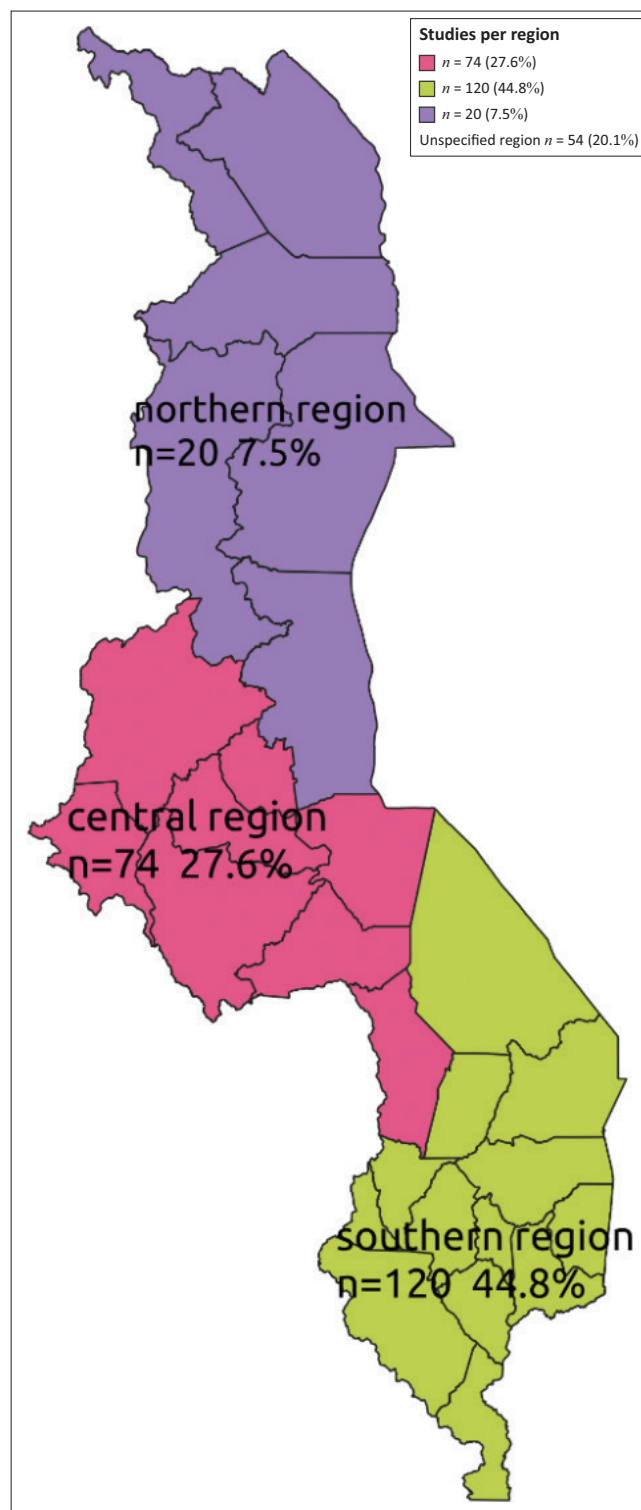 Studies per region
n = 74 (27.6%)
n = 120 (44.8%)
n = 20 (7.5%)
Unspecified region n = 54 (20.1%)
northern region
n=20 7.5%
central region
n=74 27.6%
southern region
n=120 44.8%